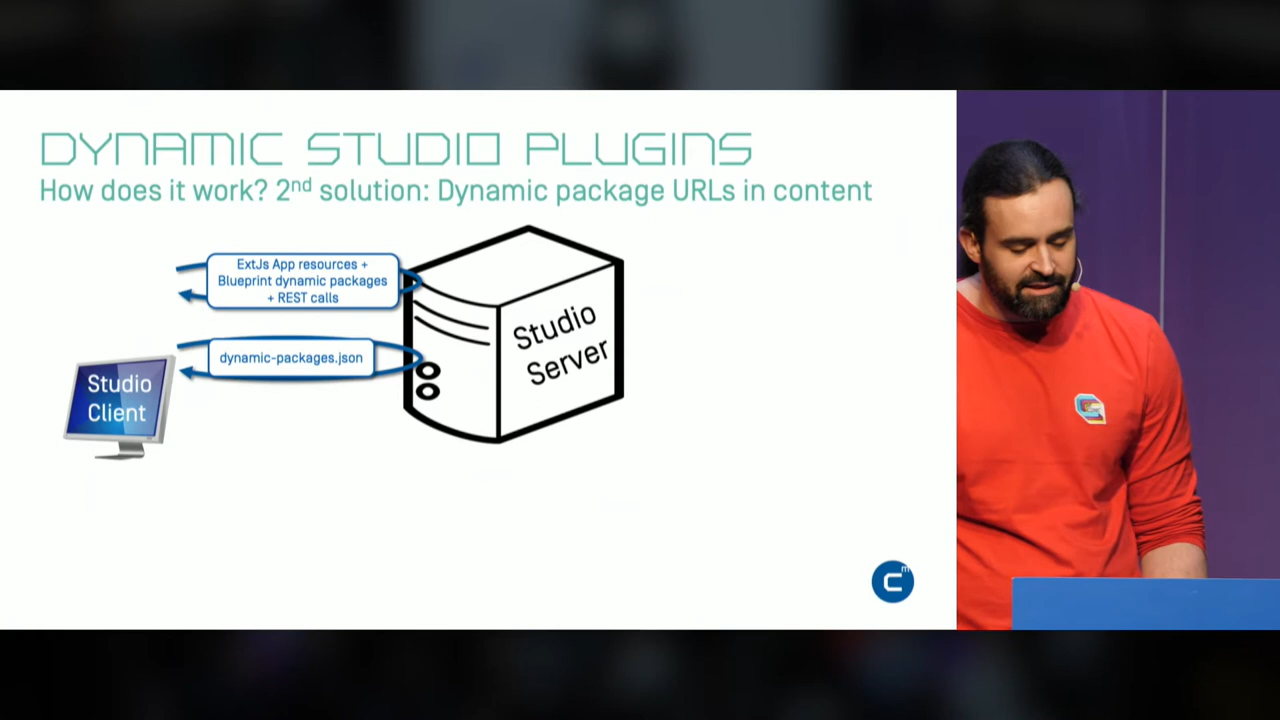 DYNAMIC STUDIO PLUGINS
How does it work? 2nd solution: Dynamic package URLs in content
ExtJs App resources +
Blueprint dynamic packages
+ REST calls
dynamic-packages.json
Studio
Client
Studio
Server
cm